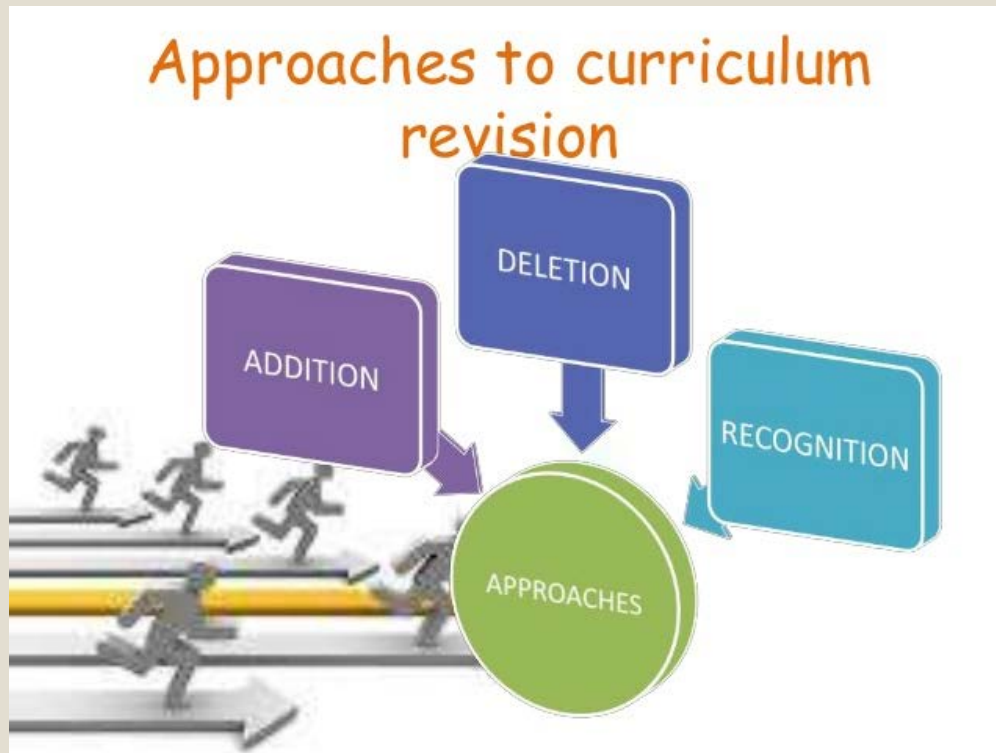 Approaches to curriculum
revision
DELETION
ADDITION
RECOGNITION
APPROACHES